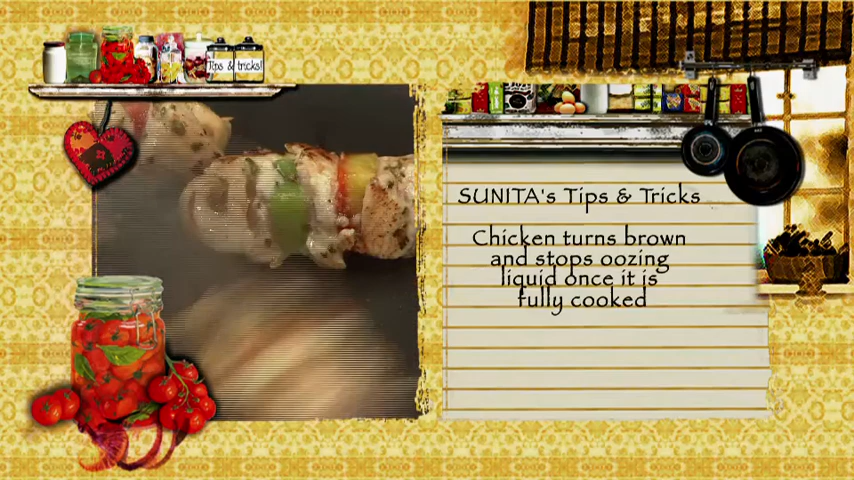 Tips & tricks!
SUNITA's Tips & Tricks
Chicken turns brown
and stops oozing
liquid once it is
fully cooked